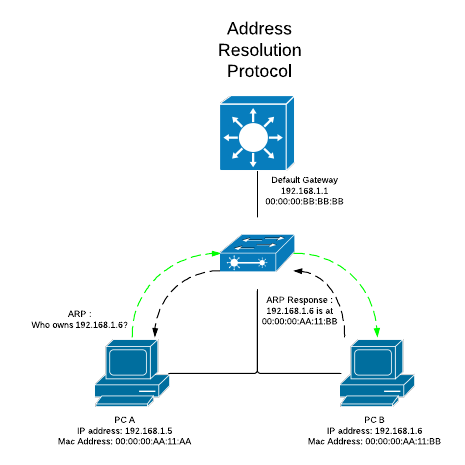 Address
Resolution
Protocol
Default Gateway
192.168.1.1
00:00:00:BB:BB:BB
ARP :
Who owns 192.168.1.6?
ARP Response :
192.168.1.6 is at
00:00:00:AA:11:BB
PC A
IP address: 192.168.1.5
Mac Address: 00:00:00:AA:11:AA
PC B
IP address: 192.168.1.6
Mac Address: 00:00:00:AA:11:BB